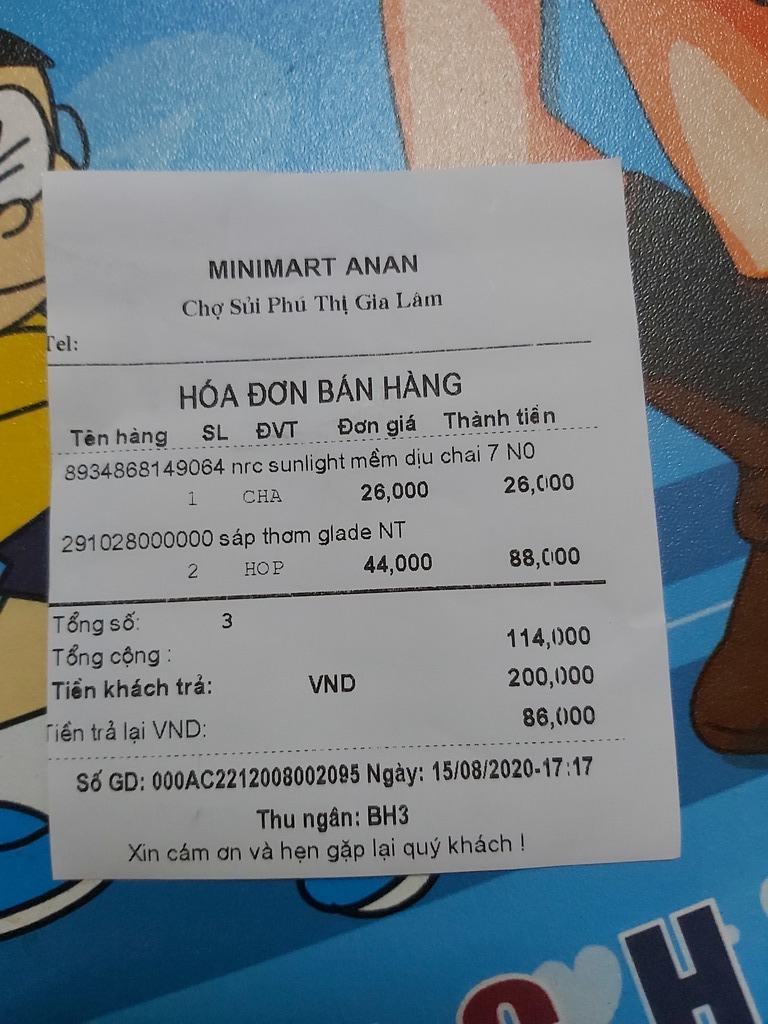 MINIMART ANAN
Chợ Sủi Phú Thị Gia Lâm
Tel:
HÓA ĐƠN BÁN HÀNG
Tên hàng SL ĐVT Đơn giá Thành tiền
8934868149064 nrc sunlight mềm dịu chai 7 N0
1 CHA 26,000 26,000
291028000000 sáp thơm glade NT
2 HOP 44,000 88,000
Tổng số: 3
Tổng cộng : 114,000
Tiền khách trả: VND 200,000
Tiền trả lại VND: 86,000
Số GD: 000AC2212008002095 Ngày: 15/08/2020-17:17
Thu ngân: BH3
Xin cám ơn và hẹn gặp lại quý khách !
H